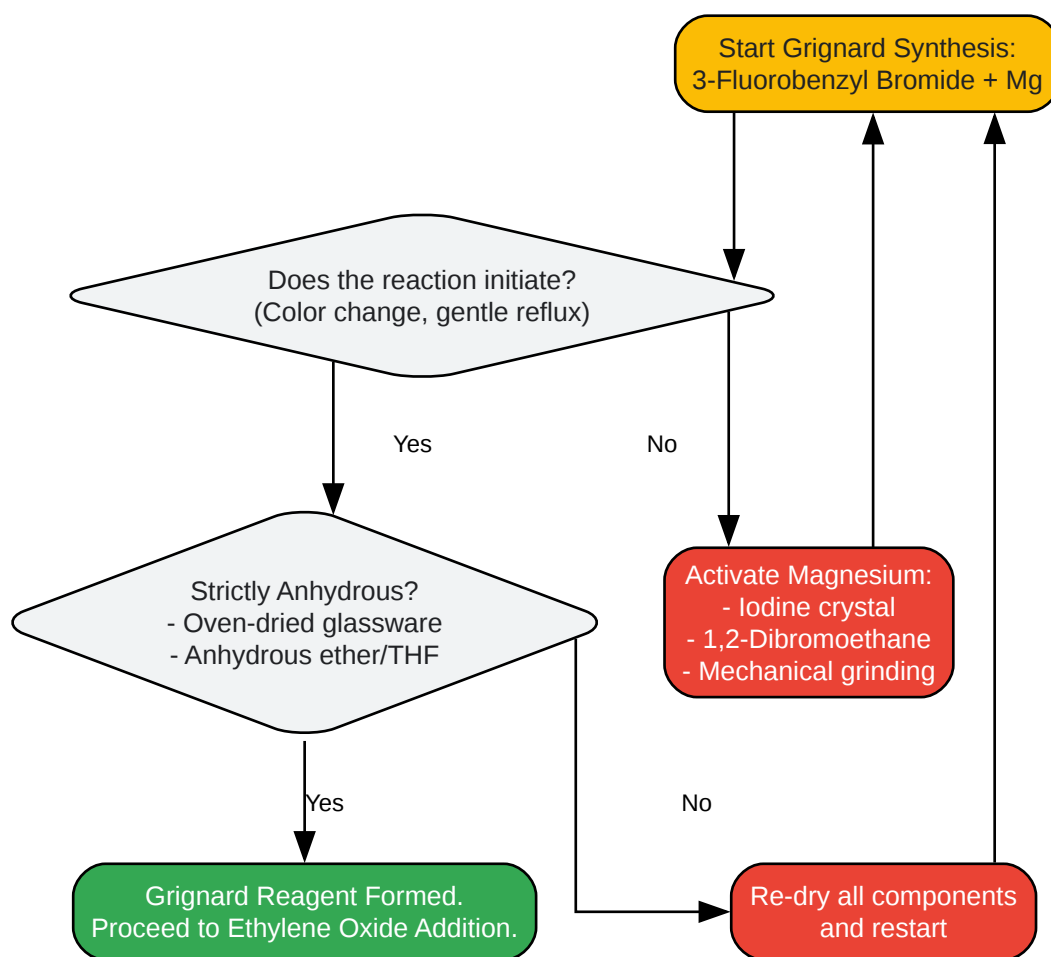 Start Grignard Synthesis:
3-Fluorobenzyl Bromide + Mg
Does the reaction initiate?
(Color change, gentle reflux)
Yes
No
Strictly Anhydrous?
- Oven-dried glassware
- Anhydrous ether/THF
Activate Magnesium:
- Iodine crystal
- 1,2-Dibromoethane
- Mechanical grinding
Yes
No
Grignard Reagent Formed.
Proceed to Ethylene Oxide Addition.
Re-dry all components
and restart